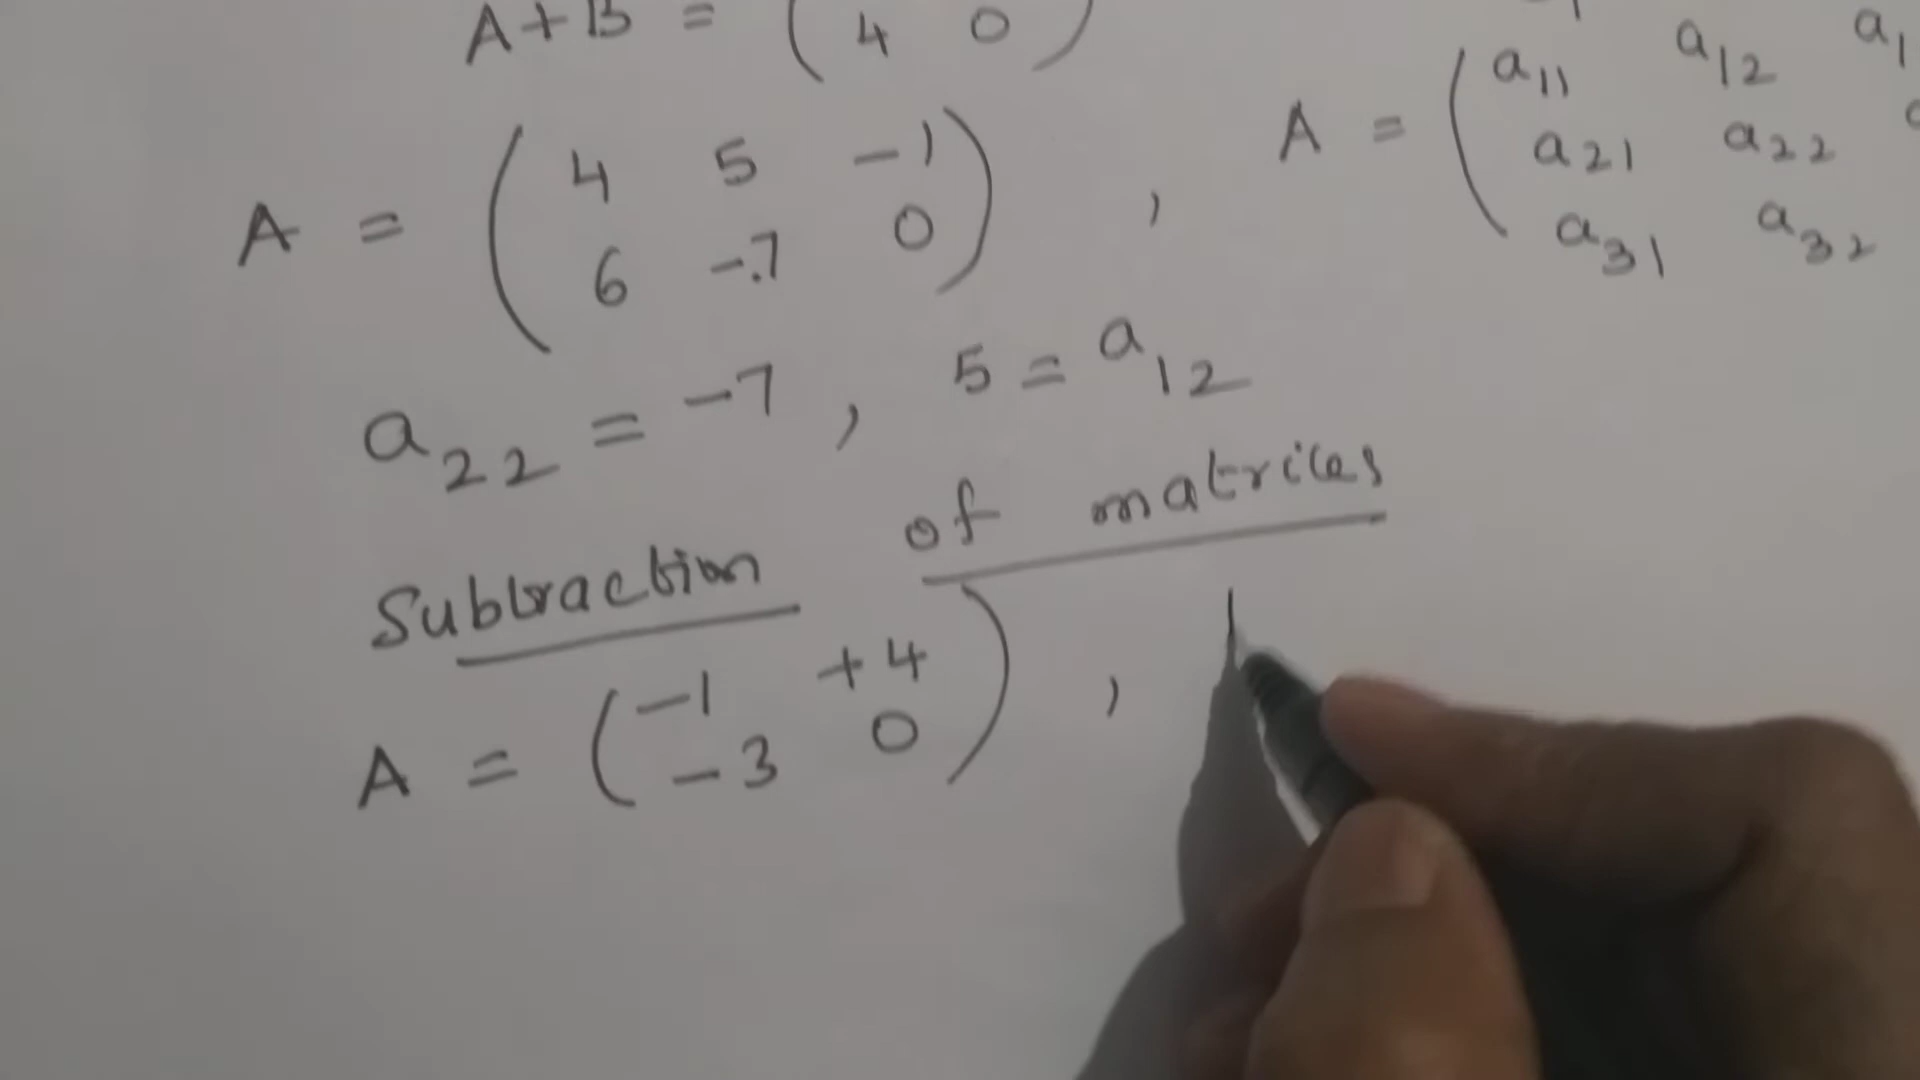 A+B = ( 4 0 )
A = ( 4 5 -1
6 -7 0 ) , A = ( a11 a12
a21 a22
a31 a32
a22 = -7 , 5 = a12
Subtraction of matrices
A = ( -1 +4
-3 0 ) ,